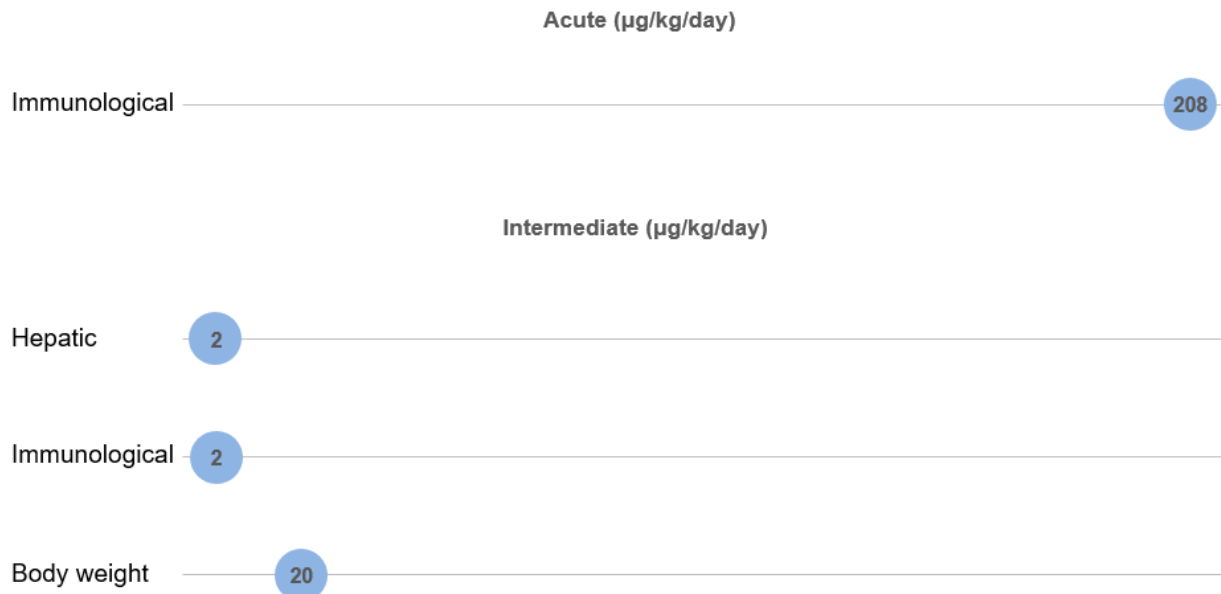 Acute (µg/kg/day)
Immunological 208
Intermediate (µg/kg/day)
Hepatic 2
Immunological 2
Body weight 20